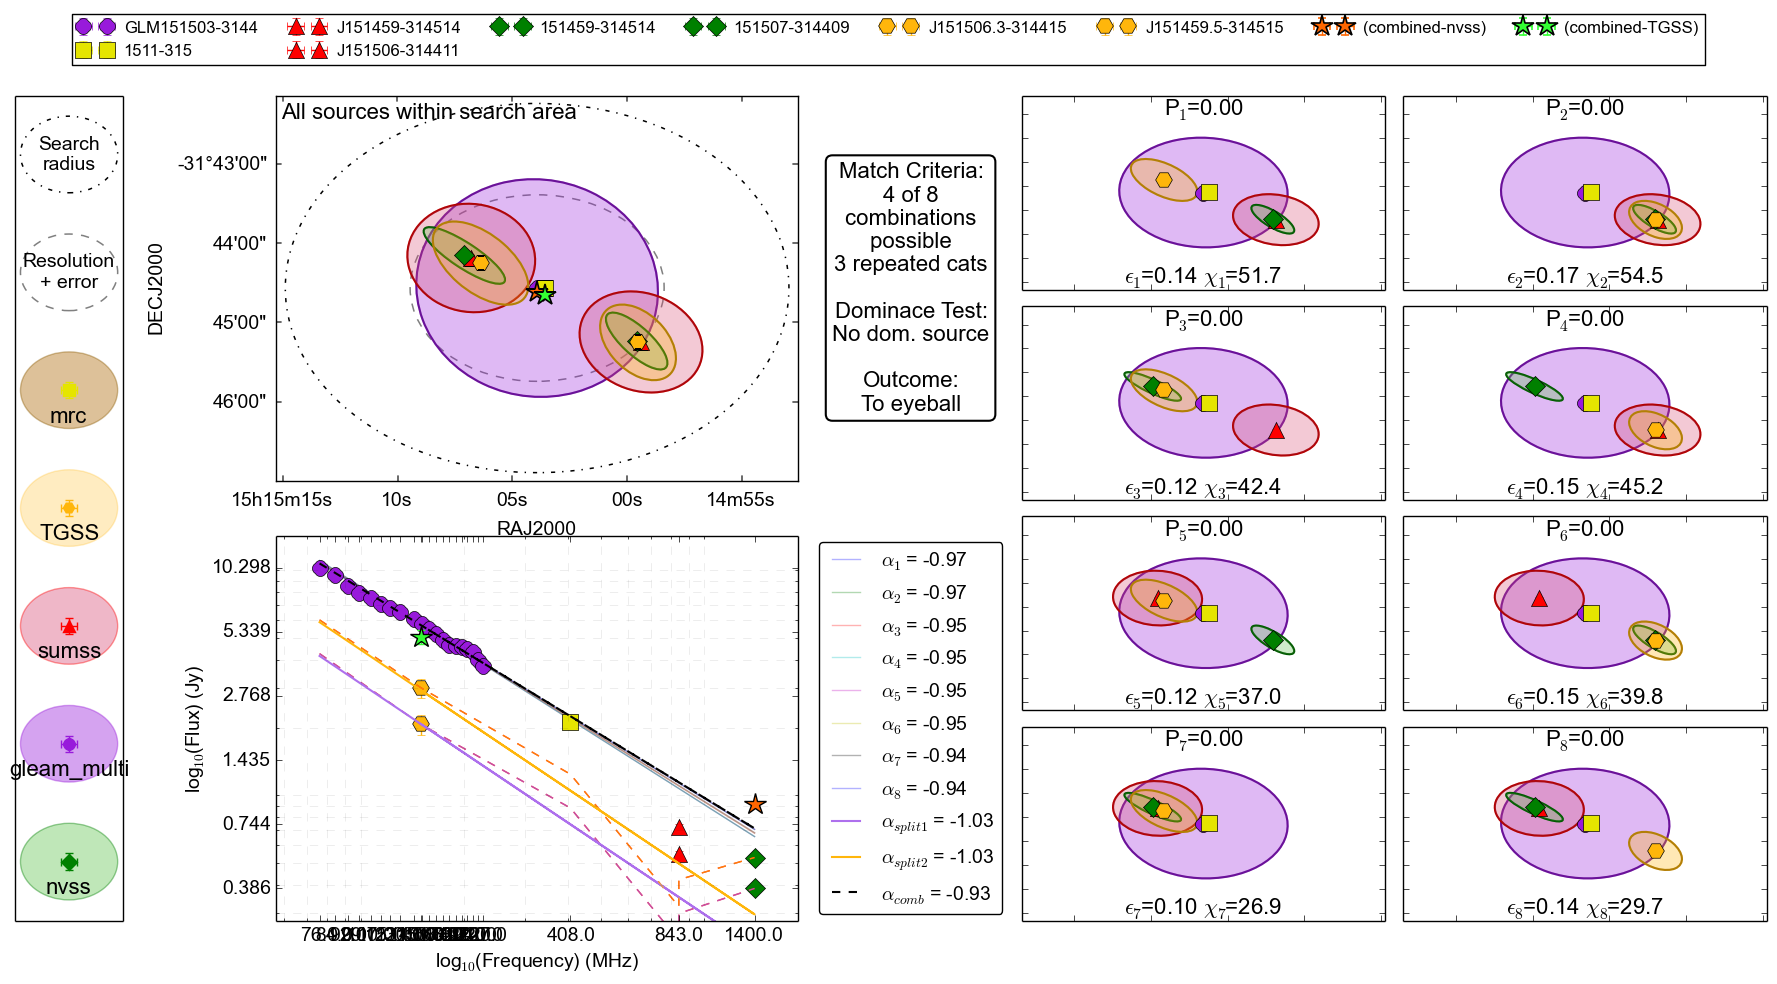 GLM151503-3144
J151459-314514
151459-314514
151507-314409
J151506.3-314415
J151459.5-314515
(combined-nvss)
(combined-TGSS)
1511-315
J151506-314411
Search
radius
Resolution
+ error
mrc
TGSS
sumss
gleam_multi
nvss
All sources within search area
DECJ2000
-31°43'00"
44'00"
45'00"
46'00"
15h15m15s
10s
05s
00s
14m55s
RAJ2000
Match Criteria:
4 of 8
combinations
possible
3 repeated cats
Dominace Test:
No dom. source
Outcome:
To eyeball
log10(Flux) (Jy)
10.298
5.339
2.768
1.435
0.744
0.386
408.0
843.0
1400.0
log10(Frequency) (MHz)
α1 = -0.97
α2 = -0.97
α3 = -0.95
α4 = -0.95
α5 = -0.95
α6 = -0.95
α7 = -0.94
α8 = -0.94
αsplit1 = -1.03
αsplit2 = -1.03
αcomb = -0.93
P1=0.00
ϵ1=0.14 χ1=51.7
P2=0.00
ϵ2=0.17 χ2=54.5
P3=0.00
ϵ3=0.12 χ3=42.4
P4=0.00
ϵ4=0.15 χ4=45.2
P5=0.00
ϵ5=0.12 χ5=37.0
P6=0.00
ϵ6=0.15 χ6=39.8
P7=0.00
ϵ7=0.10 χ7=26.9
P8=0.00
ϵ8=0.14 χ8=29.7